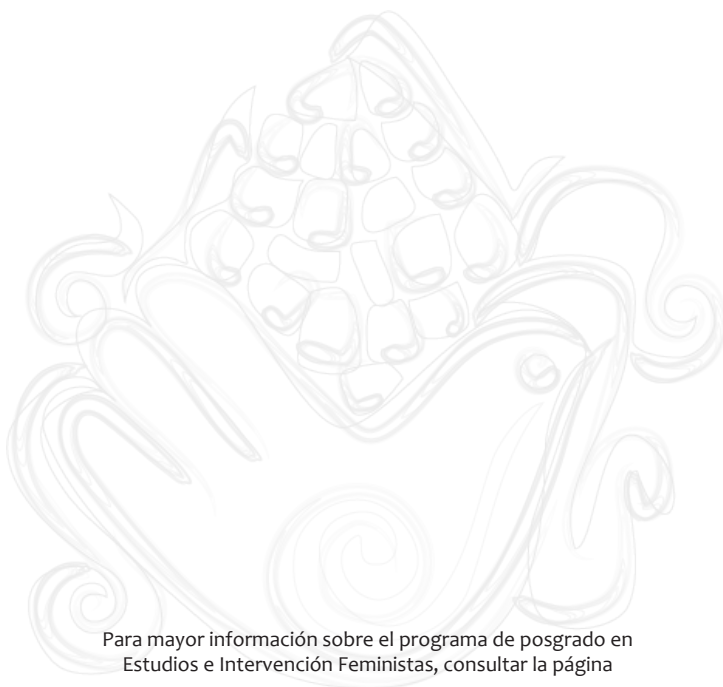 Para mayor información sobre el programa de posgrado en
Estudios e Intervención Feministas, consultar la página